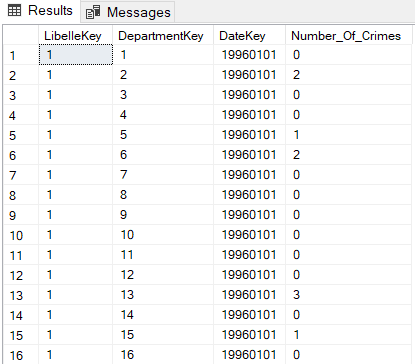 Results Messages
LibelleKey DepartmentKey DateKey Number_Of_Crimes
1 1 1 19960101 0
2 1 2 19960101 2
3 1 3 19960101 0
4 1 4 19960101 0
5 1 5 19960101 1
6 1 6 19960101 2
7 1 7 19960101 0
8 1 8 19960101 0
9 1 9 19960101 0
10 1 10 19960101 0
11 1 11 19960101 0
12 1 12 19960101 0
13 1 13 19960101 3
14 1 14 19960101 0
15 1 15 19960101 1
16 1 16 19960101 0